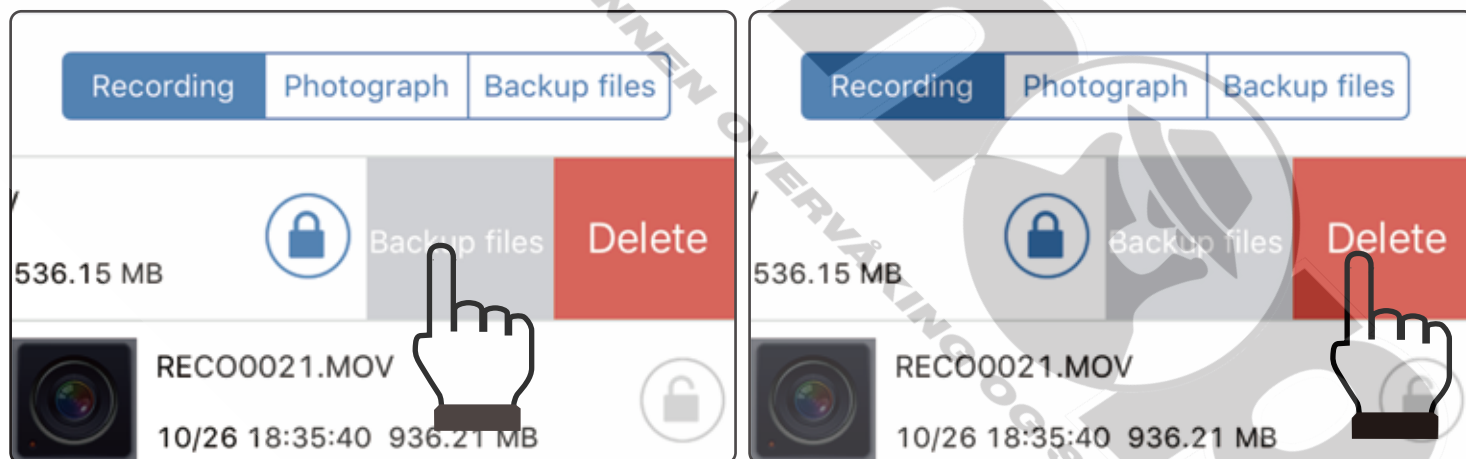 Recording Photograph Backup files
Backup files Delete
536.15 MB
RECO0021.MOV
10/26 18:35:40 936.21 MB
Recording Photograph Backup files
Backup files Delete
536.15 MB
RECO0021.MOV
10/26 18:35:40 936.21 MB
OVERVÅKING